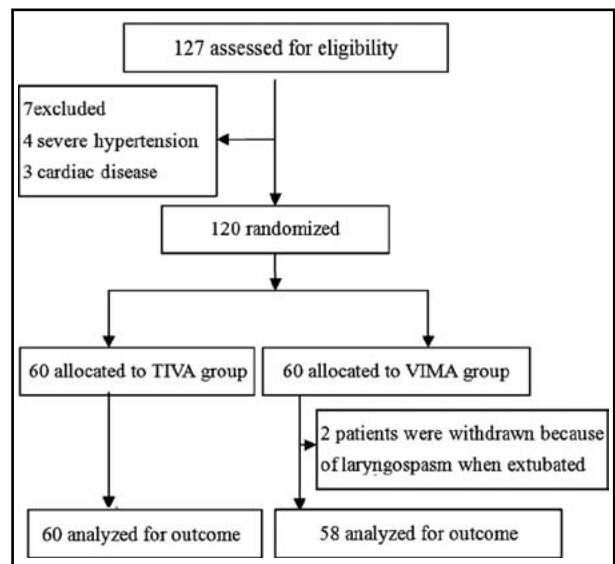 127 assessed for eligibility
7excluded
4 severe hypertension
3 cardiac disease
120 randomized
60 allocated to TIVA group
60 allocated to VIMA group
2 patients were withdrawn because
of laryngospasm when extubated
60 analyzed for outcome
58 analyzed for outcome